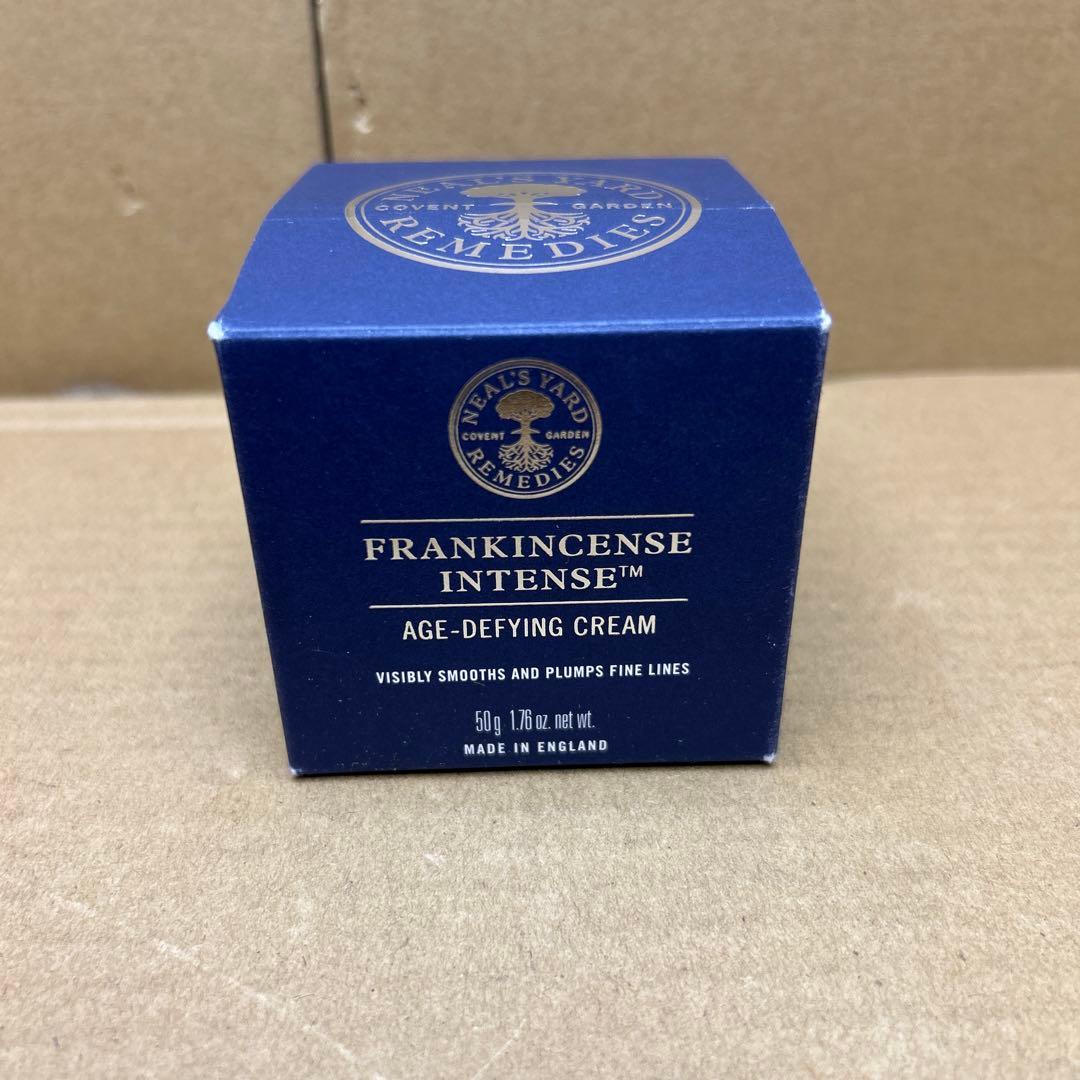 NEAL'S YARD
COVENT GARDEN
REMEDIES
NEAL'S YARD
COVENT GARDEN
REMEDIES
FRANKINCENSE
INTENSE™
AGE-DEFYING CREAM
VISIBLY SMOOTHS AND PLUMPS FINE LINES
50g 1.76 oz. net wt.
MADE IN ENGLAND